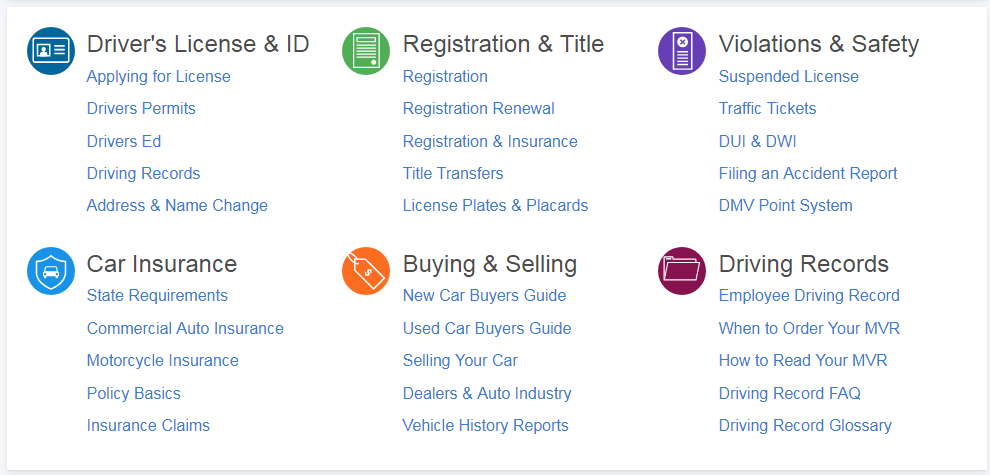 Driver's License & ID
Applying for License
Drivers Permits
Drivers Ed
Driving Records
Address & Name Change
Registration & Title
Registration
Registration Renewal
Registration & Insurance
Title Transfers
License Plates & Placards
Violations & Safety
Suspended License
Traffic Tickets
DUI & DWI
Filing an Accident Report
DMV Point System
Car Insurance
State Requirements
Commercial Auto Insurance
Motorcycle Insurance
Policy Basics
Insurance Claims
Buying & Selling
$
New Car Buyers Guide
Used Car Buyers Guide
Selling Your Car
Dealers & Auto Industry
Vehicle History Reports
Driving Records
Employee Driving Record
When to Order Your MVR
How to Read Your MVR
Driving Record FAQ
Driving Record Glossary